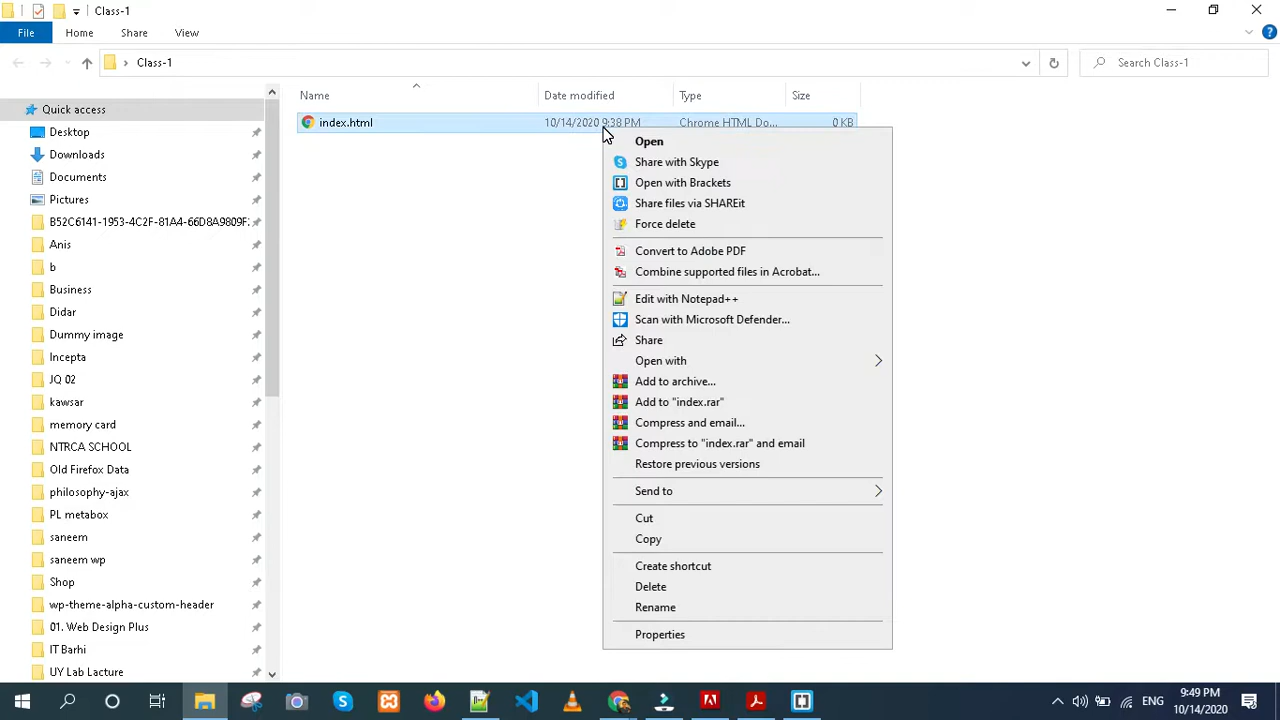 Class-1
File
Home
Share
View
Class-1
Search Class-1
Name
Date modified
Type
Size
Quick access
Desktop
Downloads
Documents
Pictures
B52C6141-1953-4C2F-81A4-66D8A9809F
Anis
b
Business
Didar
Dummy image
Incepta
JQ 02
kawsar
memory card
NTRCA SCHOOL
Old Firefox Data
philosophy-ajax
PL metabox
saneem
saneem wp
Shop
wp-theme-alpha-custom-header
01. Web Design Plus
IT Barhi
UY Lab Lacture
index.html
10/14/2020 9:38 PM
Chrome HTML Do...
0 KB
Open
Share with Skype
Open with Brackets
Share files via SHAREit
Force delete
Convert to Adobe PDF
Combine supported files in Acrobat...
Edit with Notepad++
Scan with Microsoft Defender...
Share
Open with
Add to archive...
Add to "index.rar"
Compress and email...
Compress to "index.rar" and email
Restore previous versions
Send to
Cut
Copy
Create shortcut
Delete
Rename
Properties
ENG
9:49 PM
10/14/2020